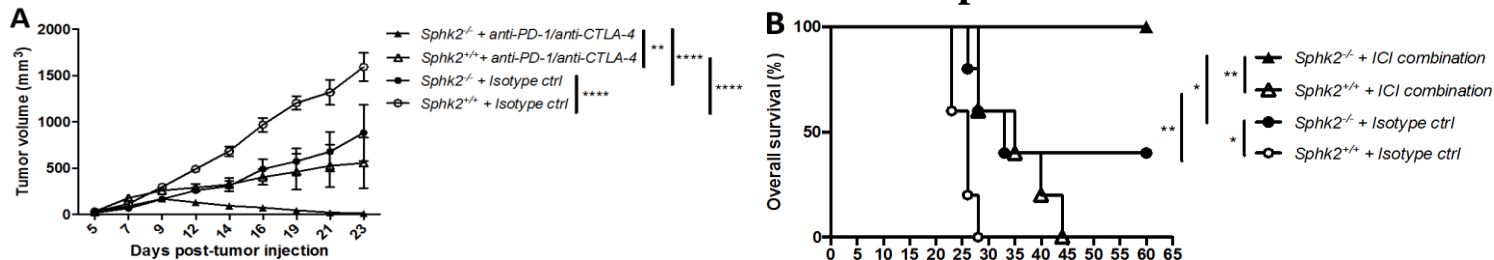 A
Tumor volume (mm³)
2000
1500
1000
500
0
5 7 9 12 14 16 19 21 23
Days post-tumor injection
Sphk2-/- + anti-PD-1/anti-CTLA-4
Sphk2+/+ + anti-PD-1/anti-CTLA-4
Sphk2-/- + Isotype ctrl
Sphk2+/+ + Isotype ctrl
**
****
****
****
B
Overall survival (%)
100
50
0
0 5 10 15 20 25 30 35 40 45 50 55 60 65
Sphk2-/- + ICI combination
Sphk2+/+ + ICI combination
Sphk2-/- + Isotype ctrl
Sphk2+/+ + Isotype ctrl
**
*
**
*